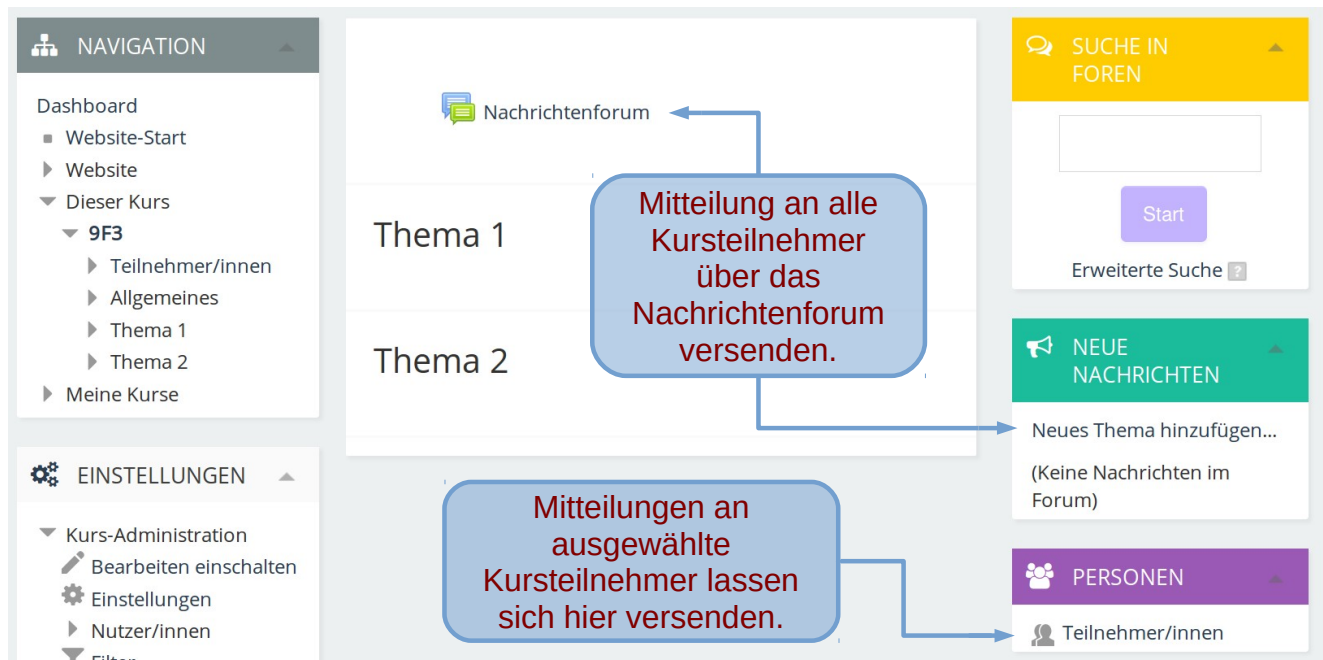 NAVIGATION
Dashboard
Website-Start
Website
Dieser Kurs
9F3
Teilnehmer/innen
Allgemeines
Thema 1
Thema 2
Meine Kurse
EINSTELLUNGEN
Kurs-Administration
Bearbeiten einschalten
Einstellungen
Nutzer/innen
Filter
Nachrichtenforum
Thema 1
Thema 2
Mitteilung an alle
Kursteilnehmer
über das
Nachrichtenforum
versenden.
Mitteilungen an
ausgewählte
Kursteilnehmer lassen
sich hier versenden.
SUCHE IN
FOREN
Start
Erweiterte Suche ?
NEUE
NACHRICHTEN
Neues Thema hinzufügen...
(Keine Nachrichten im
Forum)
PERSONEN
Teilnehmer/innen